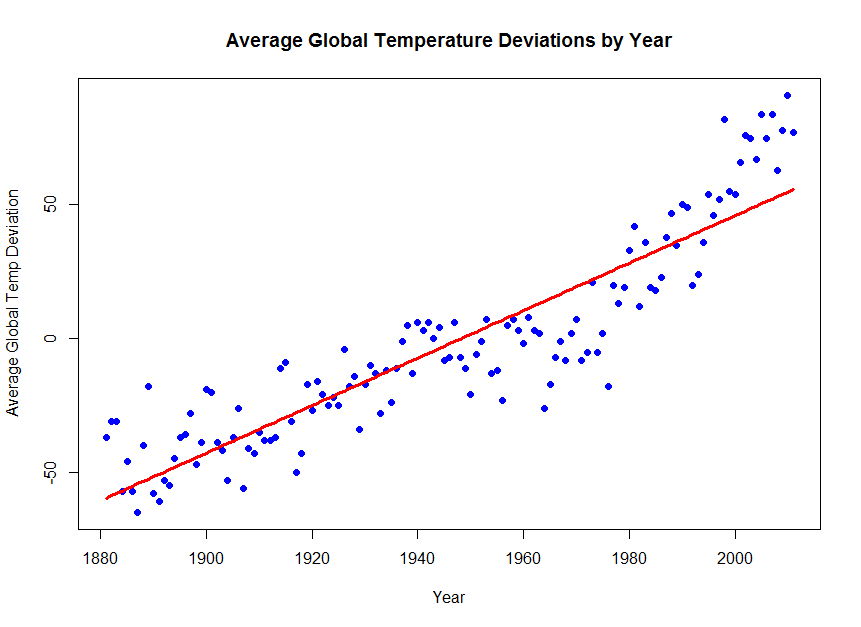 Average Global Temperature Deviations by Year
Average Global Temp Deviation
50
0
-50
1880 1900 1920 1940 1960 1980 2000
Year